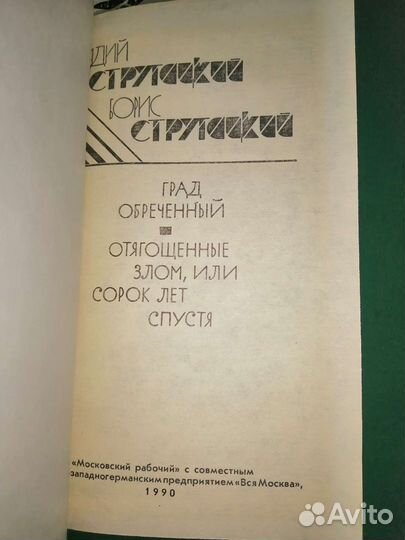 ДИЙ
СТРУГАЦКИЙ
БОРИС
СТРУГАЦКИЙ
ГРАД
ОБРЕЧЕННЫЙ
ОТЯГОЩЕННЫЕ
ЗЛОМ, ИЛИ
СОРОК ЛЕТ
СПУСТЯ
«Московский рабочий» с совместным
западногерманским предприятием «Вся Москва»,
1990
Avito